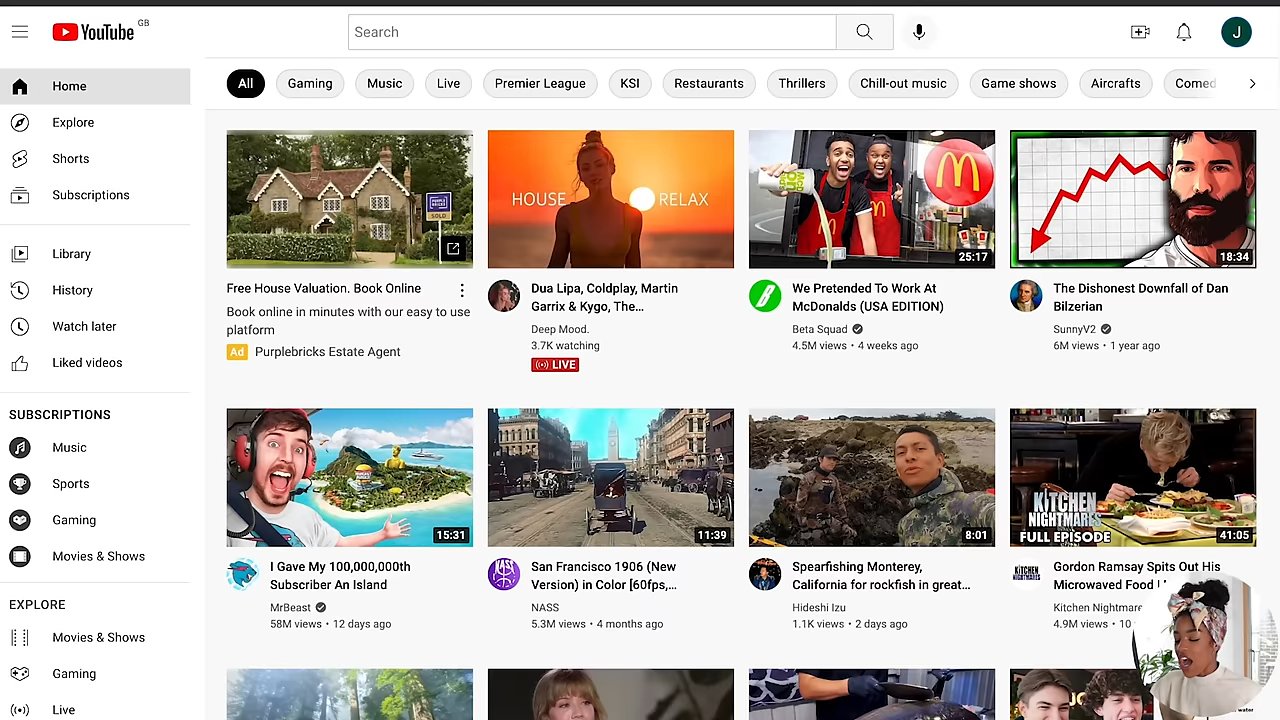 YouTube GB
Search
J
Home
Explore
Shorts
Subscriptions
Library
History
Watch later
Liked videos
SUBSCRIPTIONS
Music
Sports
Gaming
Movies & Shows
EXPLORE
Movies & Shows
Gaming
Live
All
Gaming
Music
Live
Premier League
KSI
Restaurants
Thrillers
Chill-out music
Game shows
Aircrafts
Comed
SOLD
Free House Valuation. Book Online
Book online in minutes with our easy to use
platform
Ad Purplebricks Estate Agent
HOUSE RELAX
Dua Lipa, Coldplay, Martin
Garrix & Kygo, The...
Deep Mood.
3.7K watching
LIVE
25:17
We Pretended To Work At
McDonalds (USA EDITION)
Beta Squad
4.5M views • 4 weeks ago
18:34
The Dishonest Downfall of Dan
Bilzerian
SunnyV2
6M views • 1 year ago
15:31
I Gave My 100,000,000th
Subscriber An Island
MrBeast
58M views • 12 days ago
11:39
San Francisco 1906 (New
Version) in Color [60fps,...
NASS
5.3M views • 4 months ago
8:01
Spearfishing Monterey,
California for rockfish in great...
Hideshi Izu
1.1K views • 2 days ago
KITCHEN
NIGHTMARES
FULL EPISODE
41:05
KITCHEN
NIGHTMARES
Gordon Ramsay Spits Out His
Microwaved Food
Kitchen Nightmare
4.9M views • 10
water